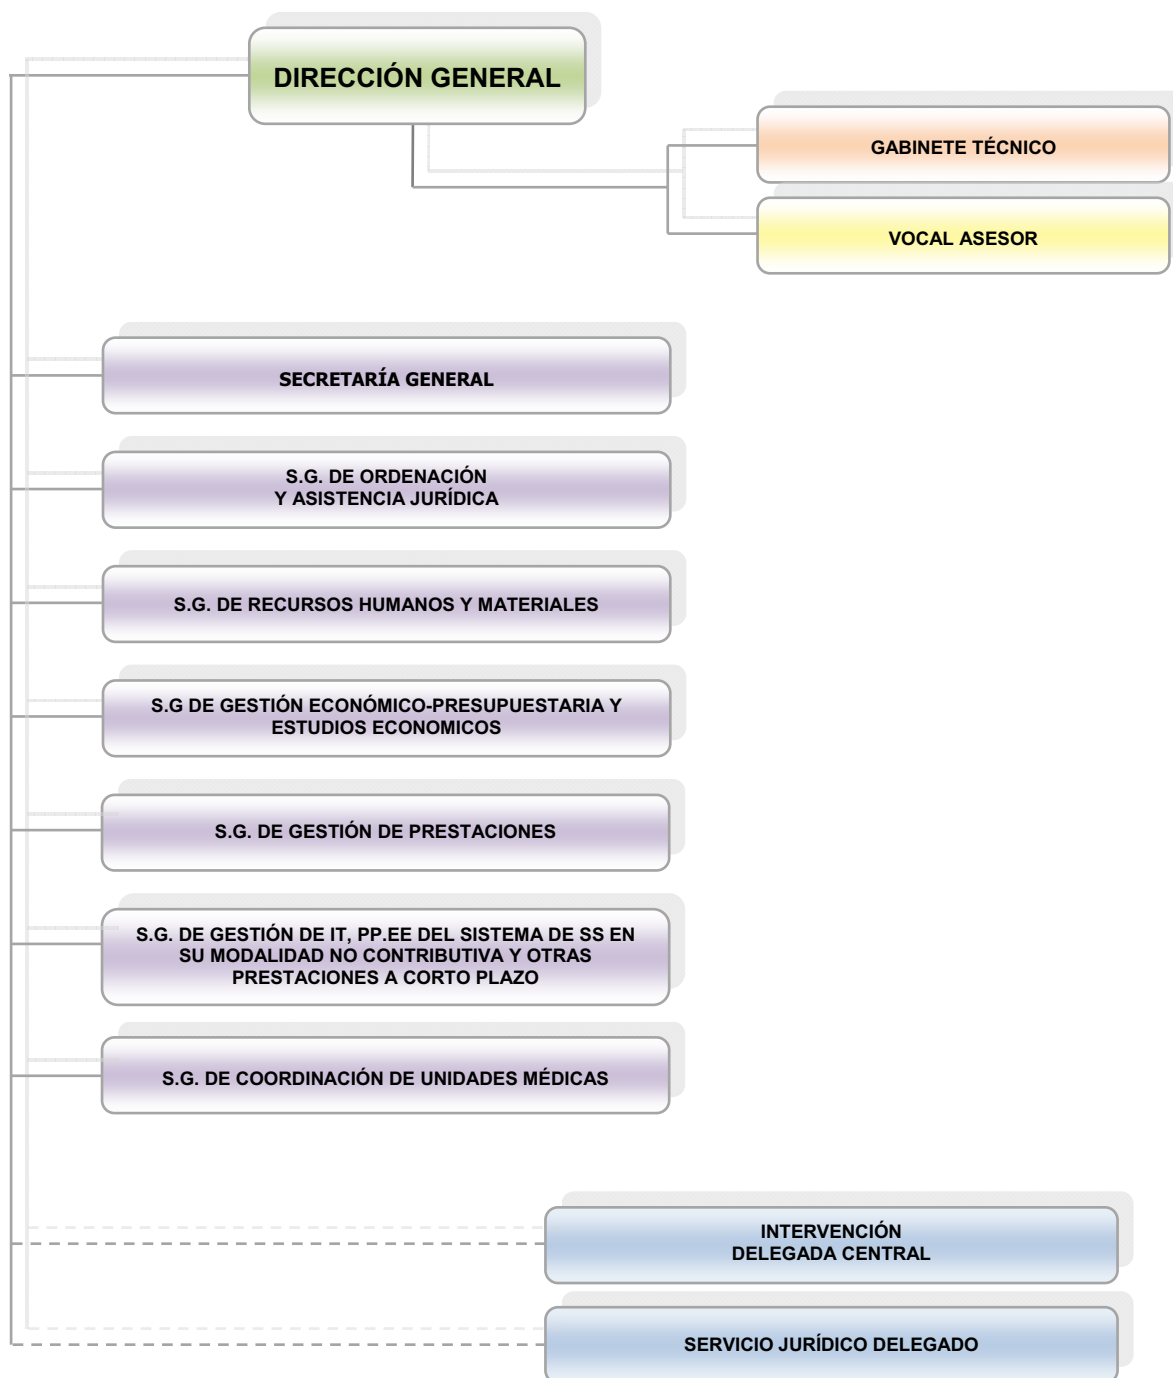 DIRECCIÓN GENERAL
GABINETE TÉCNICO
VOCAL ASESOR
SECRETARÍA GENERAL
S.G. DE ORDENACIÓN
Y ASISTENCIA JURÍDICA
S.G. DE RECURSOS HUMANOS Y MATERIALES
S.G DE GESTIÓN ECONÓMICO-PRESUPUESTARIA Y
ESTUDIOS ECONOMICOS
S.G. DE GESTIÓN DE PRESTACIONES
S.G. DE GESTIÓN DE IT, PP.EE DEL SISTEMA DE SS EN
SU MODALIDAD NO CONTRIBUTIVA Y OTRAS
PRESTACIONES A CORTO PLAZO
S.G. DE COORDINACIÓN DE UNIDADES MÉDICAS
INTERVENCIÓN
DELEGADA CENTRAL
SERVICIO JURÍDICO DELEGADO